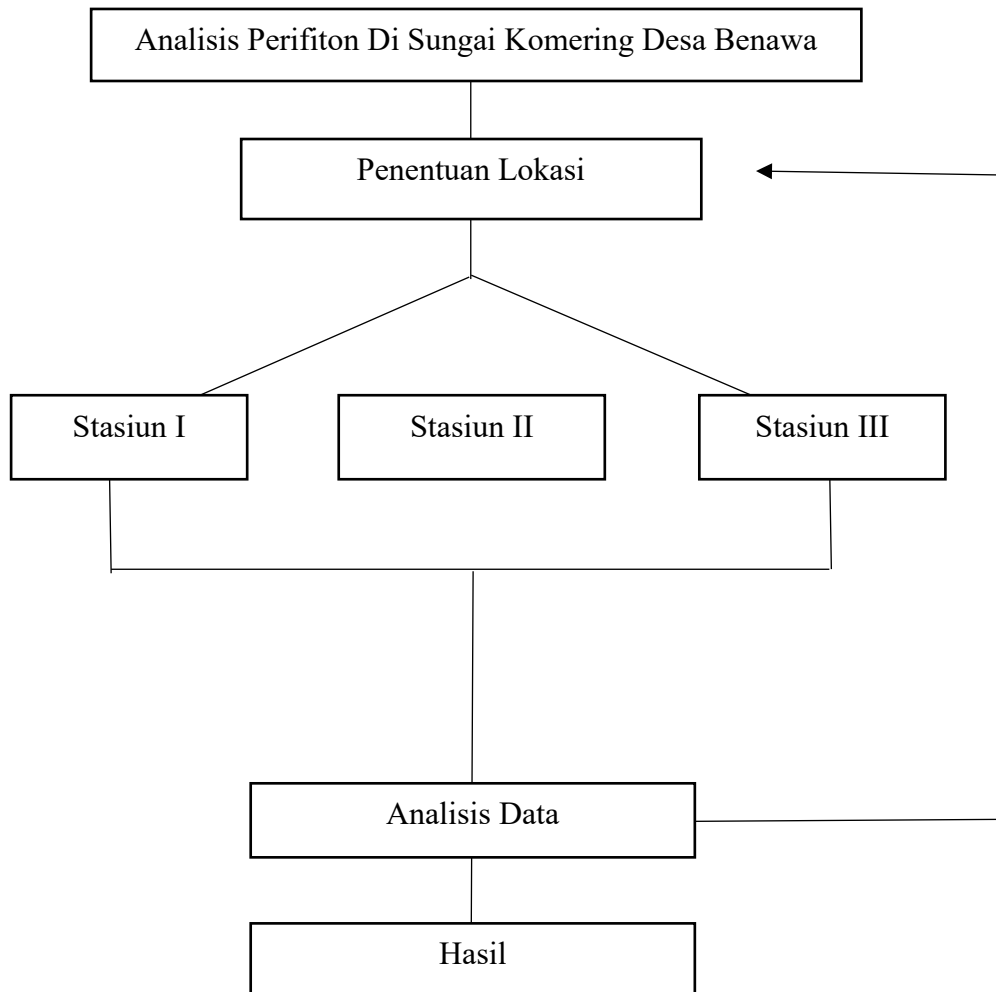 Analisis Perifiton Di Sungai Komering Desa Benawa
Penentuan Lokasi
Stasiun I
Stasiun II
Stasiun III
Analisis Data
Hasil